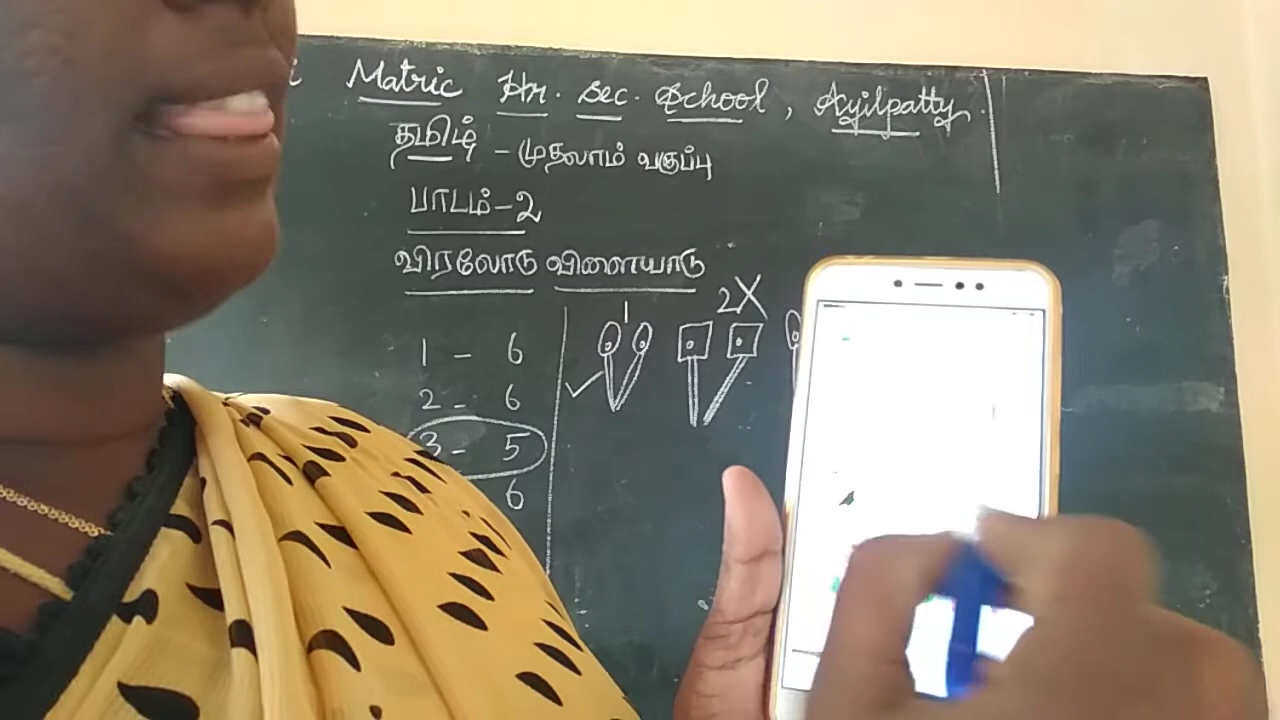 Matric Hr. Sec. School, Ayilpatty.
தமிழ் - முதலாம் வகுப்பு
பாடம்-2
விரலோடு விளையாடு
1 - 6
2 - 6
3 - 5
6
1
2X